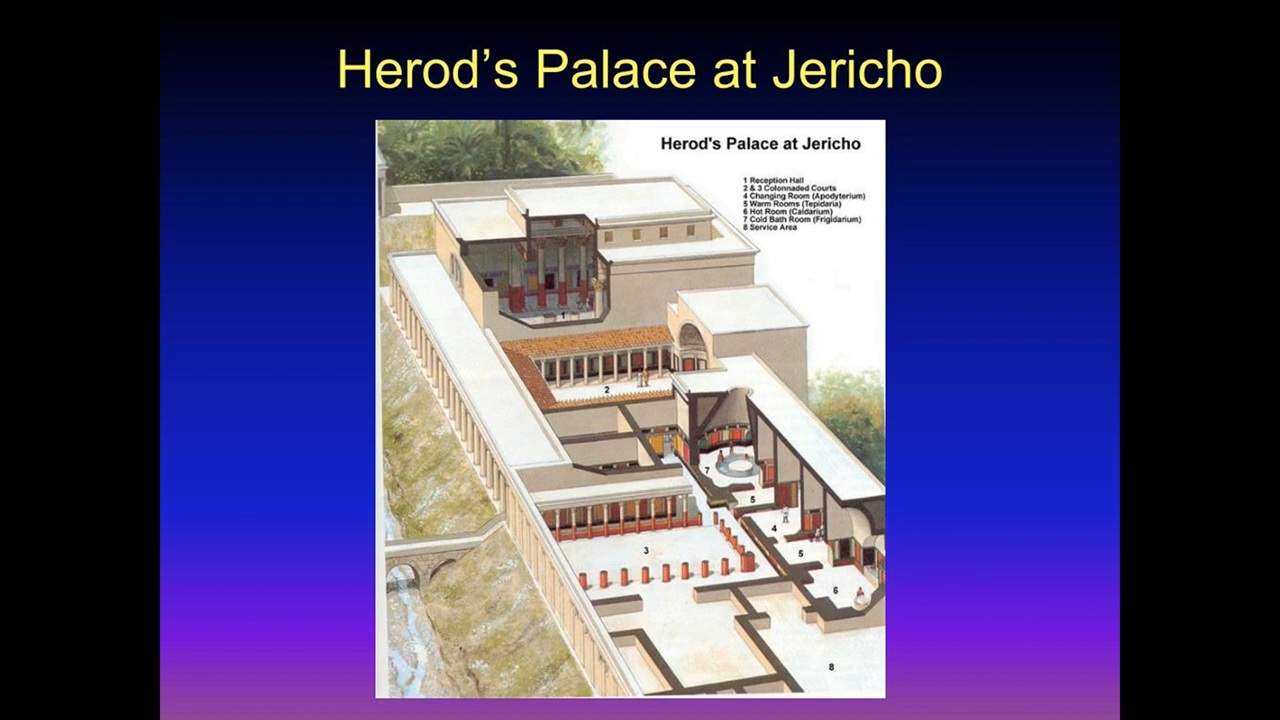 Herod’s Palace at Jericho
Herod's Palace at Jericho
1 Reception Hall
2 & 3 Colonnaded Courts
4 Changing Room (Apodyterium)
5 Warm Rooms (Tepidaria)
6 Hot Room (Caldarium)
7 Cold Bath Room (Frigidarium)
8 Service Area
1
2
7
5
4
3
5
6
8